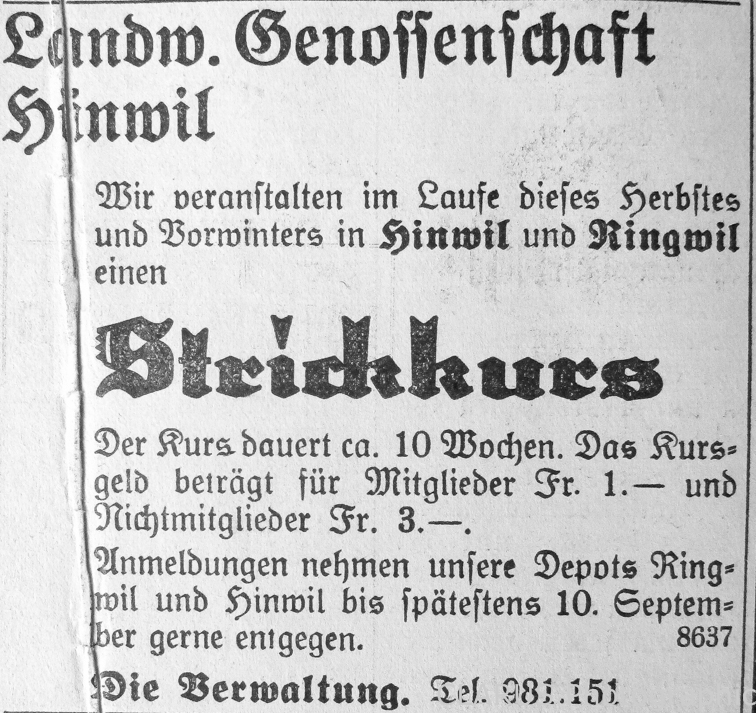 Landw. Genossenschaft
Hinwil
Wir veranstalten im Laufe dieses Herbstes
und Vorwinters in Hinwil und Ringwil
einen
Strickkurs
Der Kurs dauert ca. 10 Wochen. Das Kurs-
geld beträgt für Mitglieder Fr. 1.— und
Nichtmitglieder Fr. 3.—.
Anmeldungen nehmen unsere Depots Ring-
wil und Hinwil bis spätestens 10. Septem-
ber gerne entgegen. 8637
Die Verwaltung. Tel. 981.151